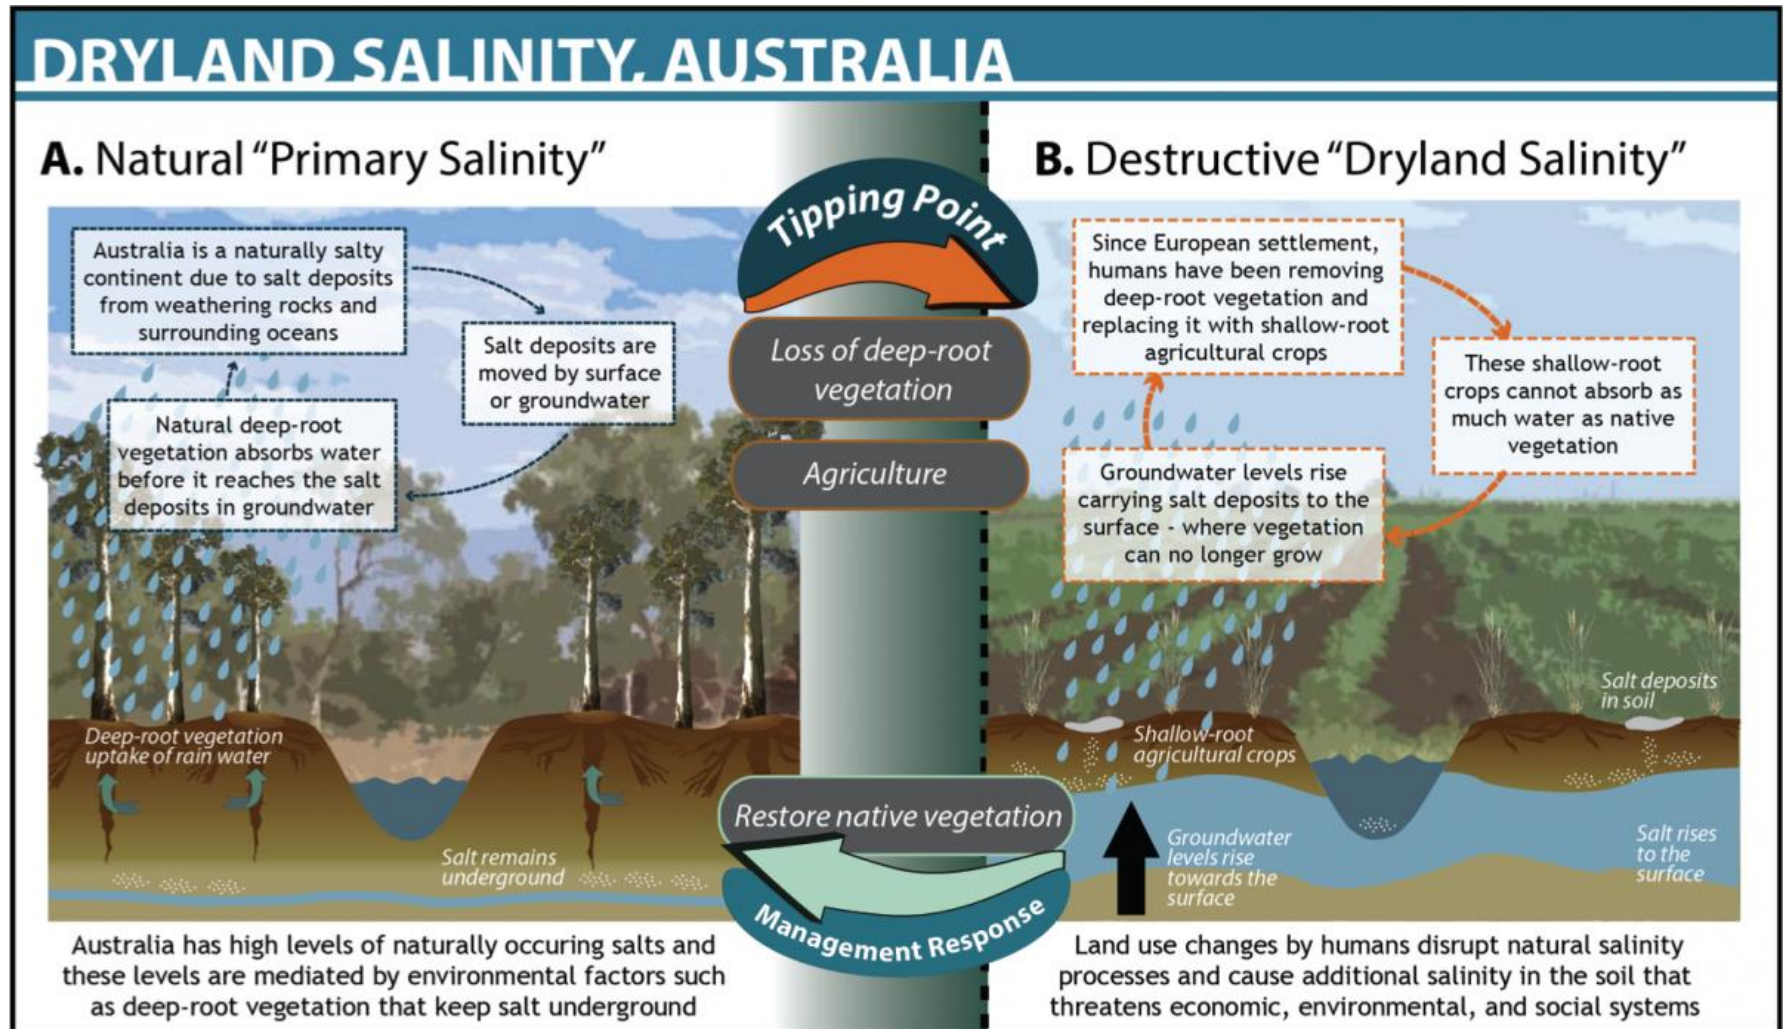 DRYLAND SALINITY, AUSTRALIA
A. Natural “Primary Salinity”
Australia is a naturally salty
continent due to salt deposits
from weathering rocks and
surrounding oceans
Salt deposits are
moved by surface
or groundwater
Natural deep-root
vegetation absorbs water
before it reaches the salt
deposits in groundwater
Deep-root vegetation
uptake of rain water
Salt remains
underground
Australia has high levels of naturally occuring salts and
these levels are mediated by environmental factors such
as deep-root vegetation that keep salt underground
Tipping Point
Loss of deep-root
vegetation
Agriculture
Restore native vegetation
Management Response
B. Destructive “Dryland Salinity”
Since European settlement,
humans have been removing
deep-root vegetation and
replacing it with shallow-root
agricultural crops
These shallow-root
crops cannot absorb as
much water as native
vegetation
Groundwater levels rise
carrying salt deposits to the
surface - where vegetation
can no longer grow
Salt deposits
in soil
Shallow-root
agricultural crops
Groundwater
levels rise
towards the
surface
Salt rises
to the
surface
Land use changes by humans disrupt natural salinity
processes and cause additional salinity in the soil that
threatens economic, environmental, and social systems